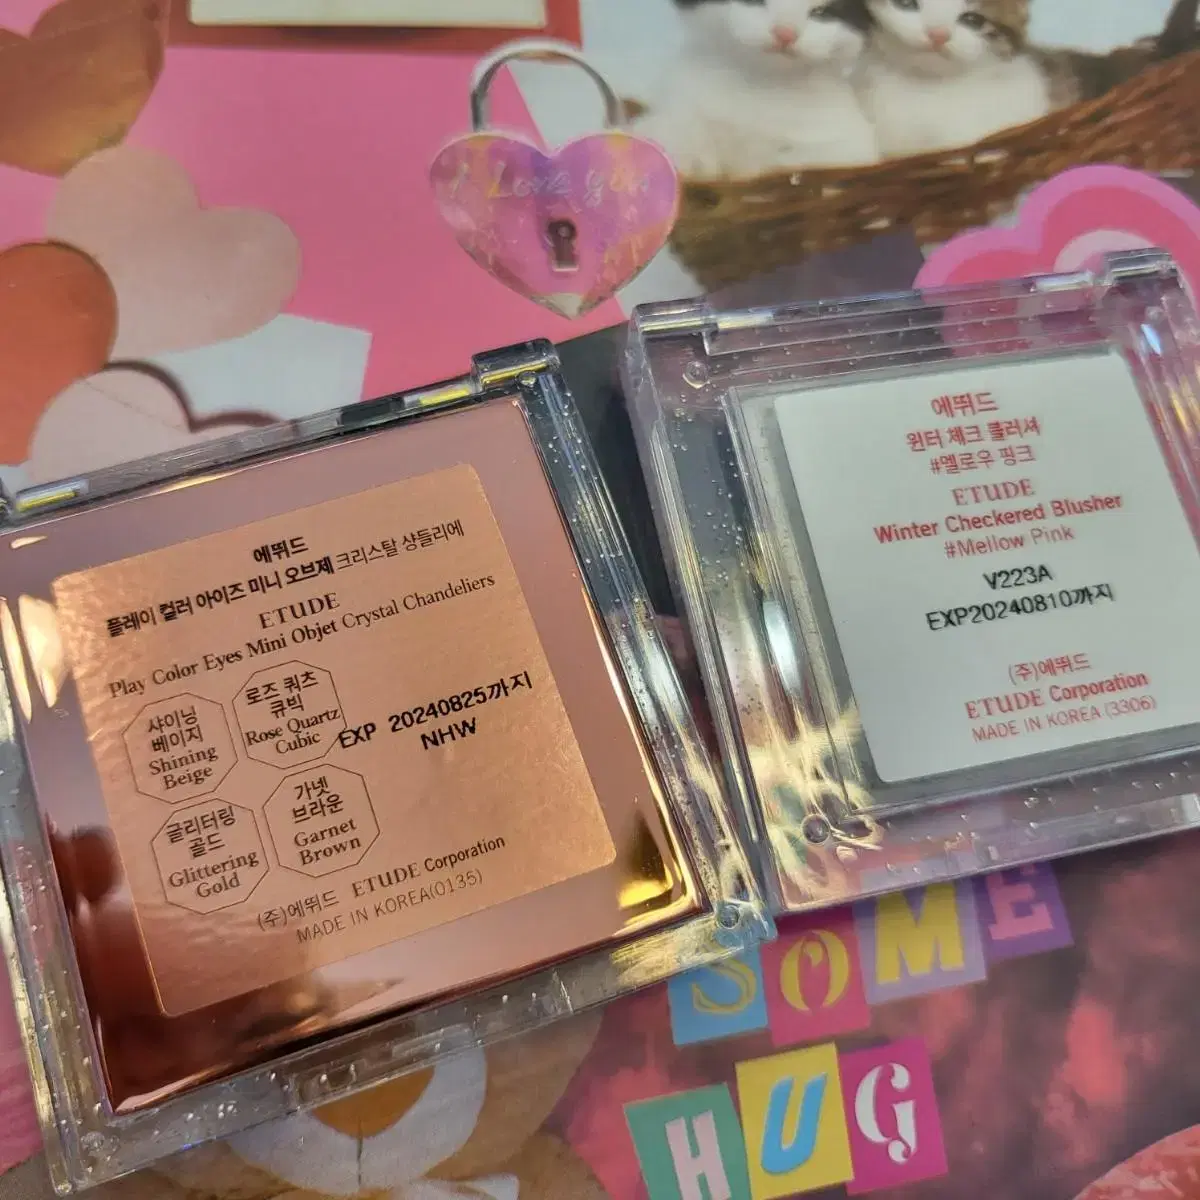 I Love you
에뛰드
플레이 컬러 아이즈 미니 오브제 크리스탈 샹들리에
ETUDE
Play Color Eyes Mini Objet Crystal Chandeliers
샤이닝
베이지
Shining
Beige
로즈 쿼츠
큐빅
Rose Quartz
Cubic
EXP 20240825까지
NHW
글리터링
골드
Glittering
Gold
가넷
브라운
Garnet
Brown
(주)에뛰드 ETUDE Corporation
MADE IN KOREA(0135)
에뛰드
윈터 체크 블러셔
#멜로우 핑크
ETUDE
Winter Checkered Blusher
#Mellow Pink
V223A
EXP20240810까지
(주)에뛰드
ETUDE Corporation
MADE IN KOREA (3306)
SOME
HUG